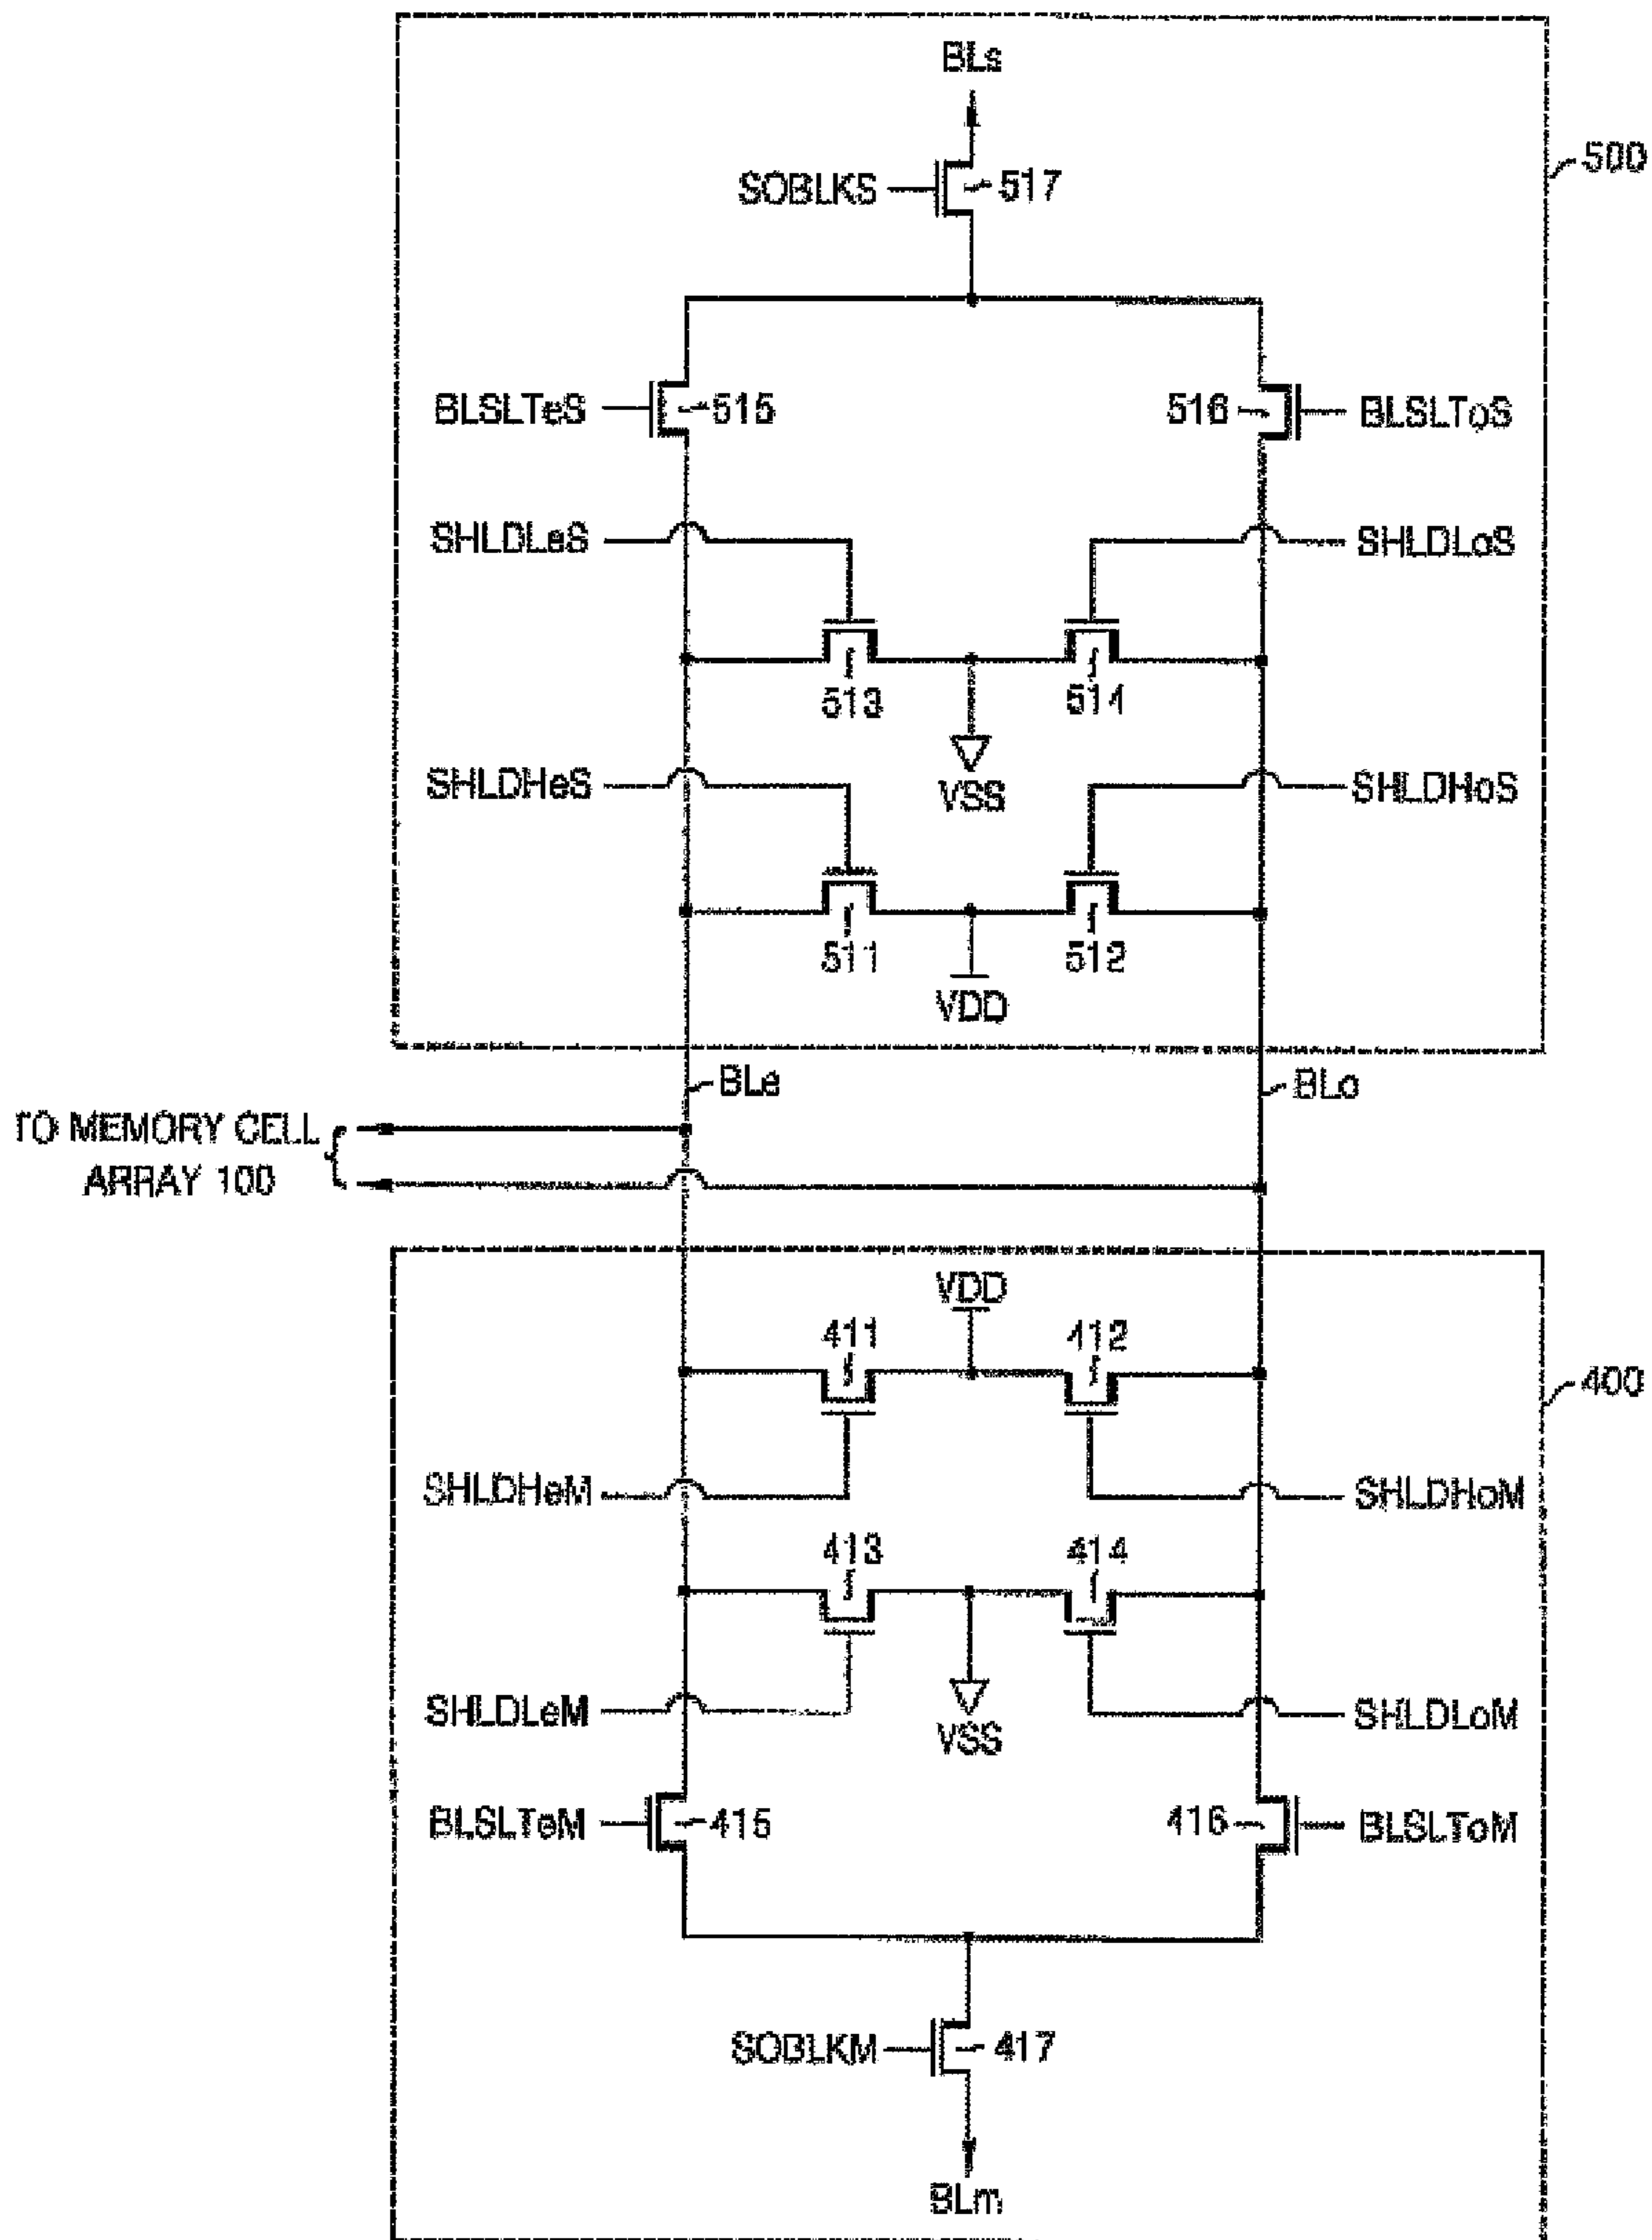 BLs
500
SOBLKS 517
BLSLTeS 515 516 BLSLToS
SHLDLeS SHLDLoS
513 514
SHLDHeS VSS SHLDHoS
511 512
VDD
BLe BLo
TO MEMORY CELL
ARRAY 100
VDD
411 412
400
SHLDHeM SHLDHoM
413 414
SHLDLeM SHLDLoM
VSS
BLSLTeM 415 416 BLSLToM
SOBLKM 417
BLm